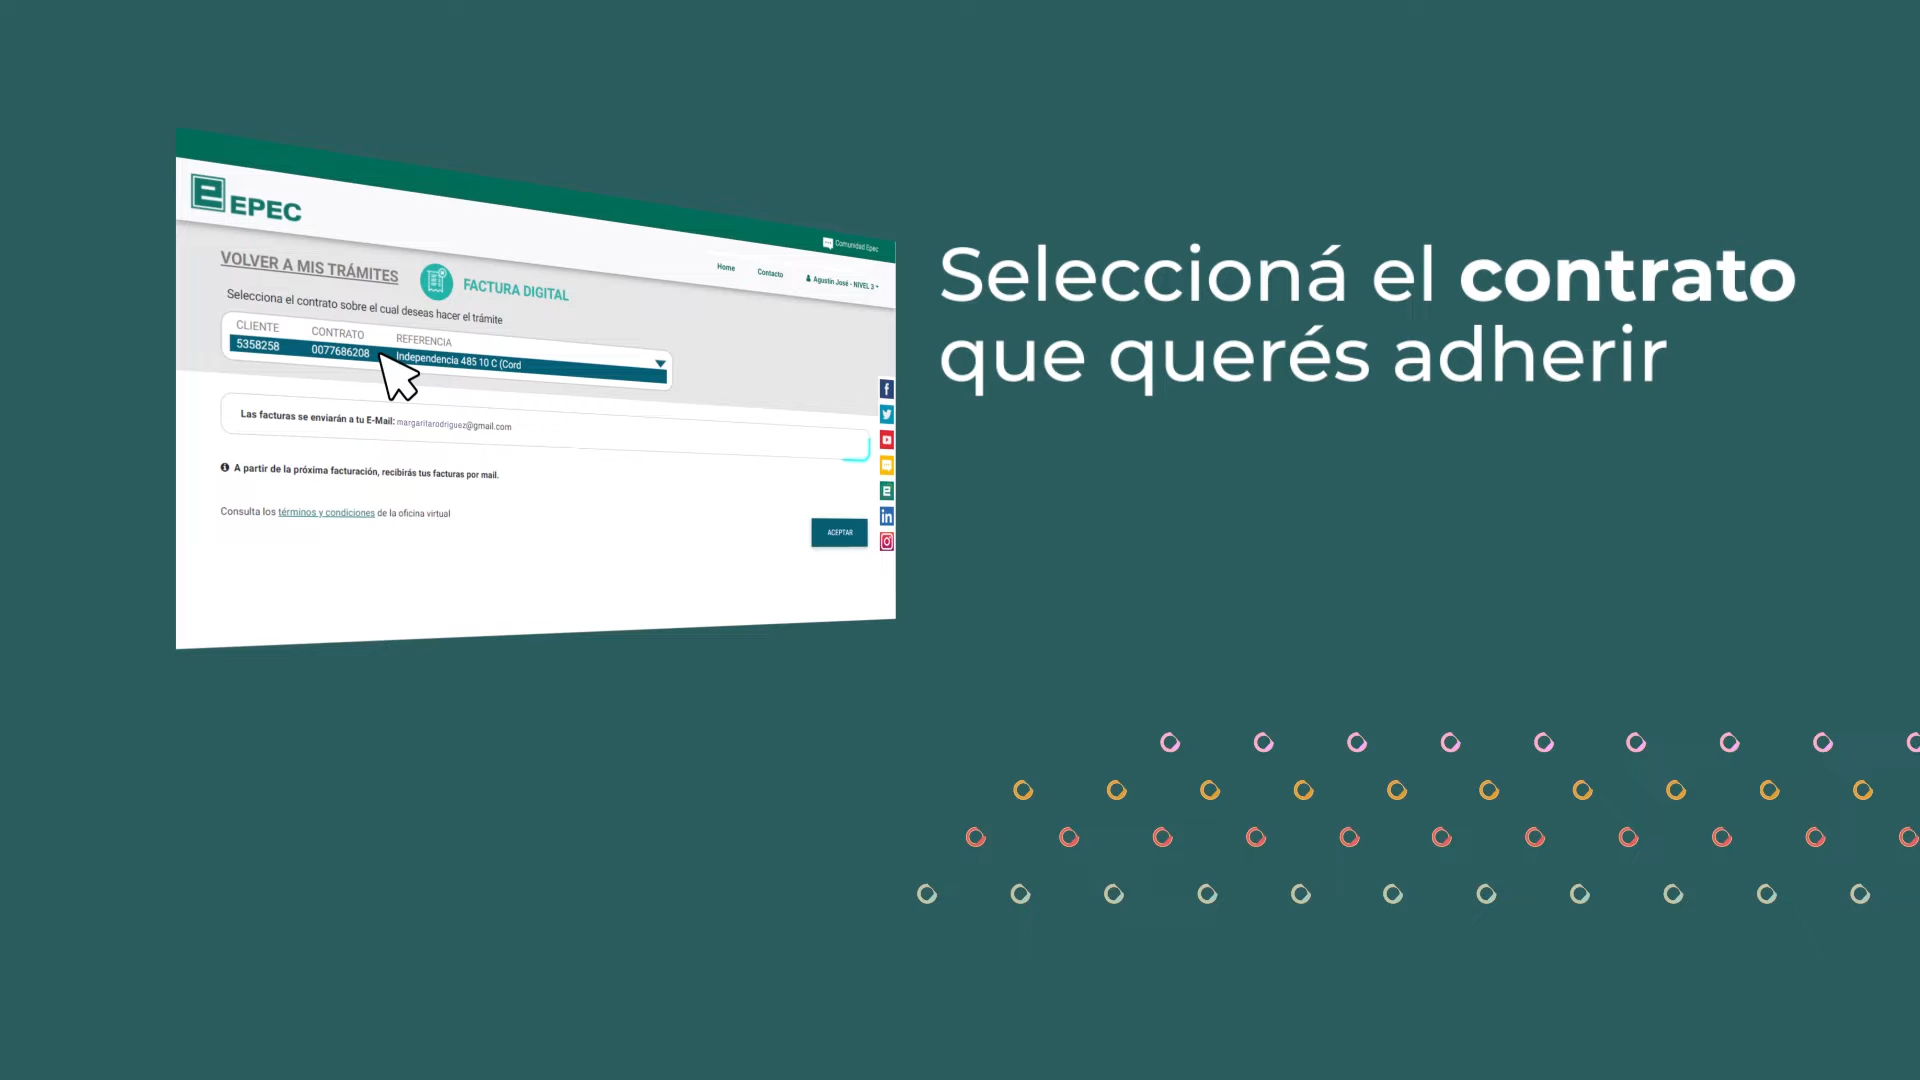 EPEC
Comunidad Epec
Home
Contacto
Agustín José - NIVEL 3
VOLVER A MIS TRÁMITES
FACTURA DIGITAL
Selecciona el contrato sobre el cual deseas hacer el trámite
CLIENTE CONTRATO REFERENCIA
5358258 0077686208 Independencia 485 10 C (Cord
Las facturas se enviarán a tu E-Mail: margaritarodriguez@gmail.com
A partir de la próxima facturación, recibirás tus facturas por mail.
Consulta los términos y condiciones de la oficina virtual
ACEPTAR
Seleccioná el contrato
que querés adherir